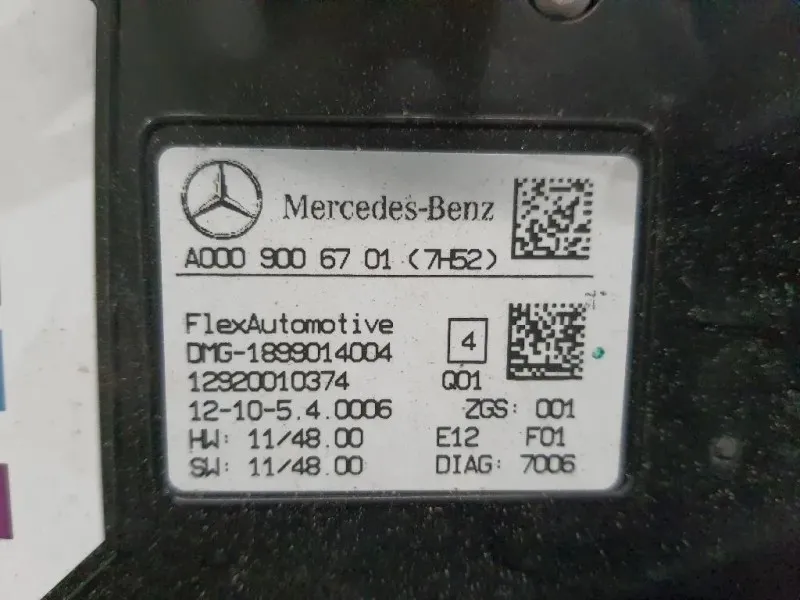 Mercedes-Benz
A000 900 67 01 (7H52)
FlexAutomotive
4
DMG-1899014004
12920010374 Q01
12-10-5.4.0006 ZGS: 001
HW: 11/48.00 E12 F01
SW: 11/48.00 DIAG: 7006